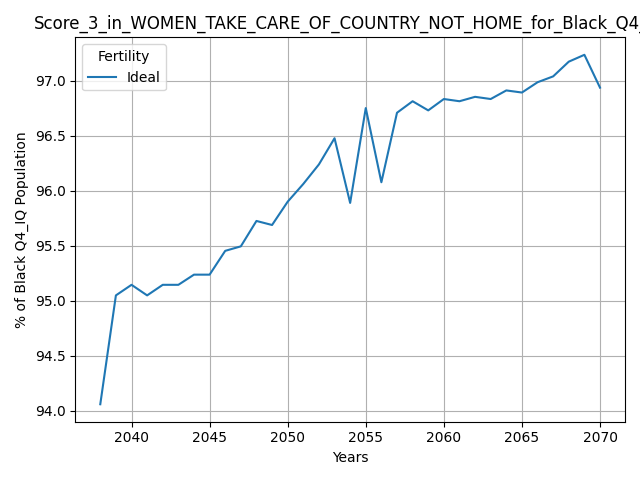 Score_3_in_WOMEN_TAKE_CARE_OF_COUNTRY_NOT_HOME_for_Black_Q4_
Fertility
Ideal
97.0
96.5
96.0
95.5
95.0
94.5
94.0
% of Black Q4_IQ Population
2040 2045 2050 2055 2060 2065 2070
Years